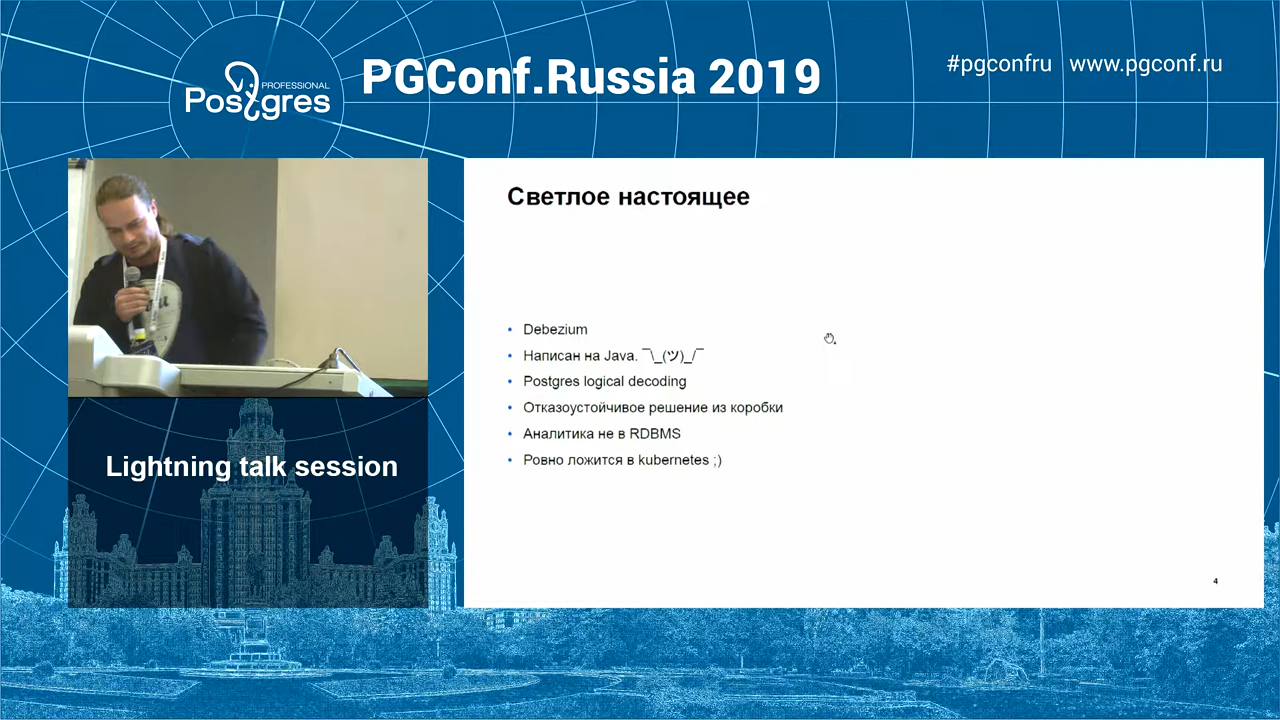 PROFESSIONAL
Postgres
PGConf.Russia 2019
#pgconfru www.pgconf.ru
Светлое настоящее
• Debezium
• Написан на Java. ¯\_(ツ)_/¯
• Postgres logical decoding
• Отказоустойчивое решение из коробки
• Аналитика не в RDBMS
• Ровно ложится в kubernetes ;)
4
Lightning talk session